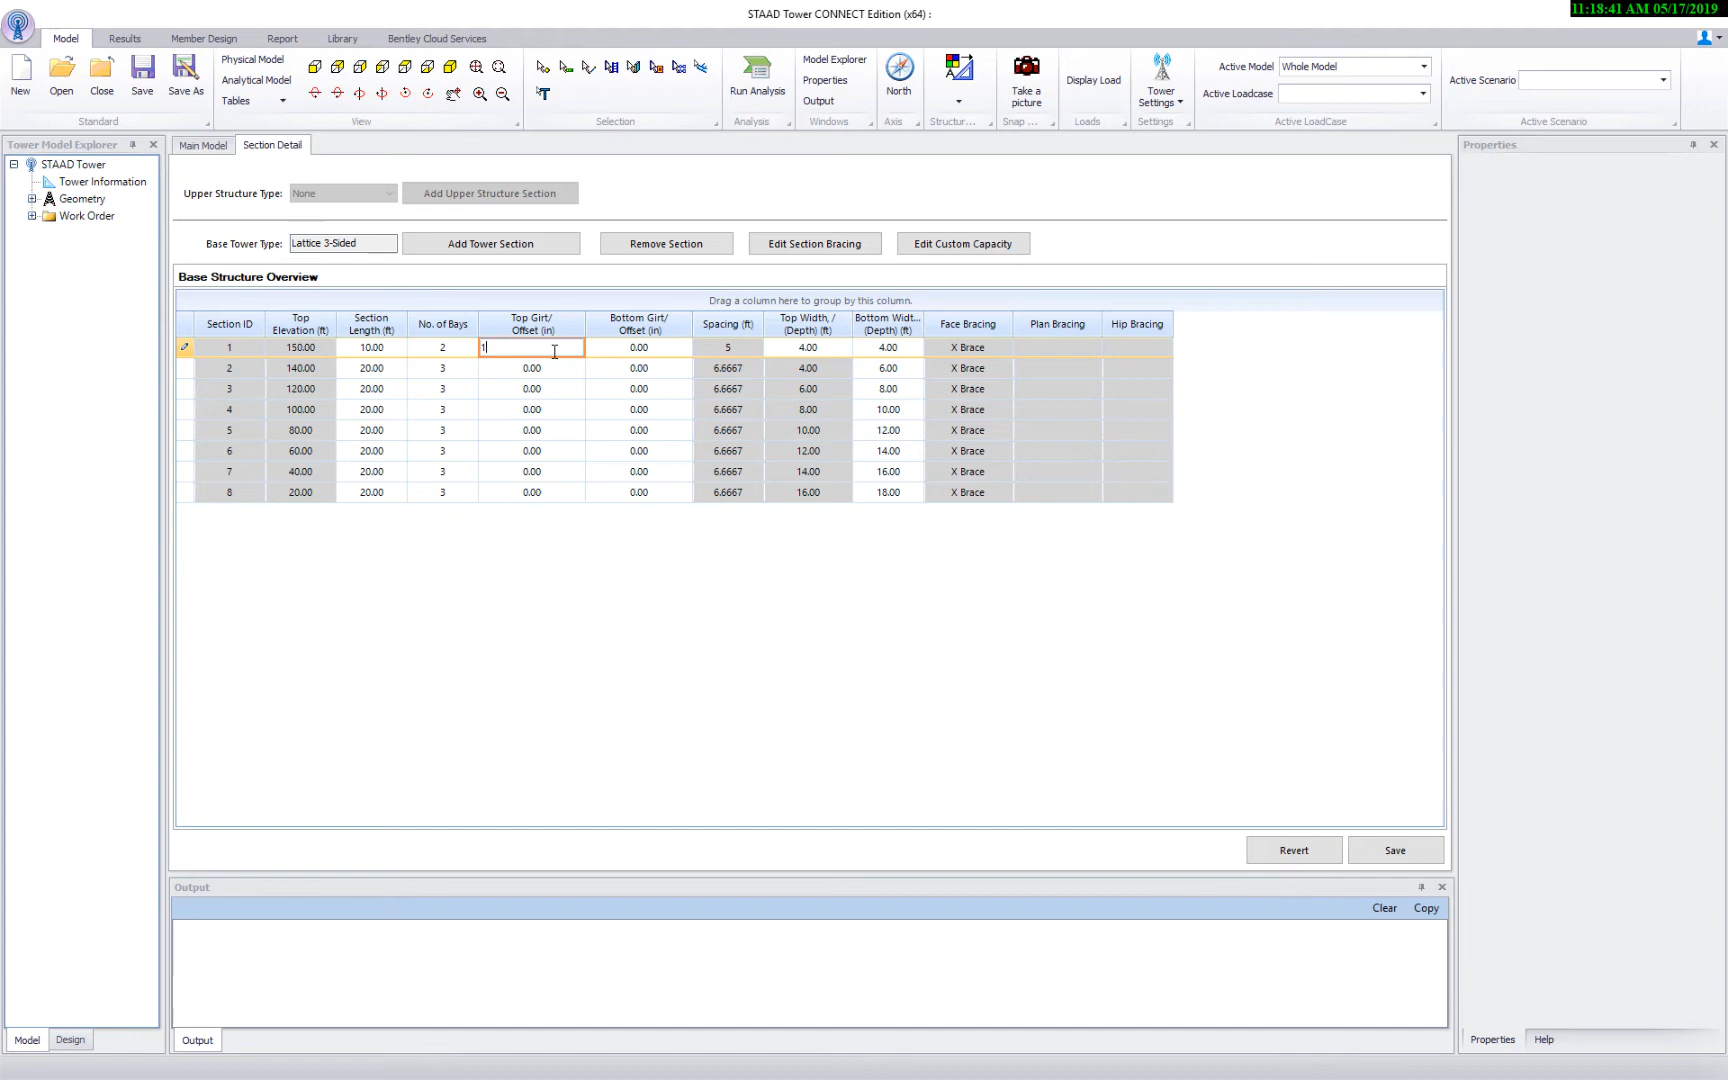 STAAD Tower CONNECT Edition (x64) :
11:18:41 AM 05/17/2019
Model Results Member Design Report Library Bentley Cloud Services
New Open Close Save Save As
Physical Model
Analytical Model
Tables
Run Analysis
Model Explorer
Properties
Output
North
Take a picture
Display Load
Tower Settings
Active Model Whole Model
Active Loadcase
Active Scenario
Standard View Selection Analysis Windows Axis Structur... Snap ... Loads Settings Active LoadCase Active Scenario
Tower Model Explorer
STAAD Tower
Tower Information
Geometry
Work Order
Main Model Section Detail
Upper Structure Type: None Add Upper Structure Section
Base Tower Type: Lattice 3-Sided Add Tower Section Remove Section Edit Section Bracing Edit Custom Capacity
Base Structure Overview
Drag a column here to group by this column.
Section ID Top Elevation (ft) Section Length (ft) No. of Bays Top Girt/ Offset (in) Bottom Girt/ Offset (in) Spacing (ft) Top Width, / (Depth) (ft) Bottom Widt... (Depth) (ft) Face Bracing Plan Bracing Hip Bracing
1 150.00 10.00 2 1 0.00 5 4.00 4.00 X Brace
2 140.00 20.00 3 0.00 0.00 6.6667 4.00 6.00 X Brace
3 120.00 20.00 3 0.00 0.00 6.6667 6.00 8.00 X Brace
4 100.00 20.00 3 0.00 0.00 6.6667 8.00 10.00 X Brace
5 80.00 20.00 3 0.00 0.00 6.6667 10.00 12.00 X Brace
6 60.00 20.00 3 0.00 0.00 6.6667 12.00 14.00 X Brace
7 40.00 20.00 3 0.00 0.00 6.6667 14.00 16.00 X Brace
8 20.00 20.00 3 0.00 0.00 6.6667 16.00 18.00 X Brace
Revert Save
Output
Clear Copy
Model Design
Output
Properties
Properties Help